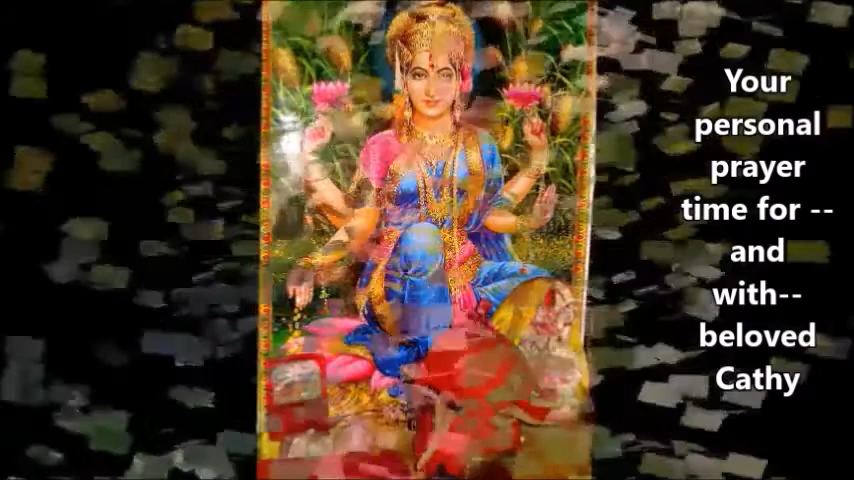 Your
personal
prayer
time for --
and
with--
beloved
Cathy